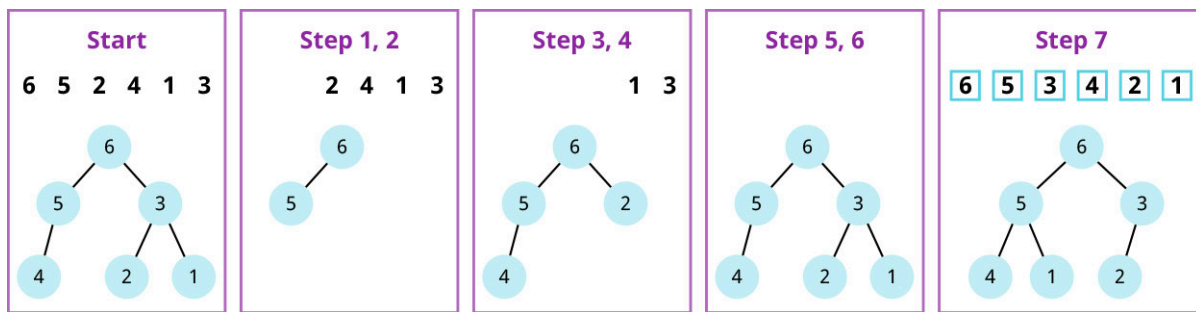 Start
6 5 2 4 1 3
6
5 3
4 2 1
Step 1, 2
2 4 1 3
6
5
Step 3, 4
1 3
6
5 2
4
Step 5, 6
6
5 3
4 2 1
Step 7
6 5 3 4 2 1
6
5 3
4 1 2